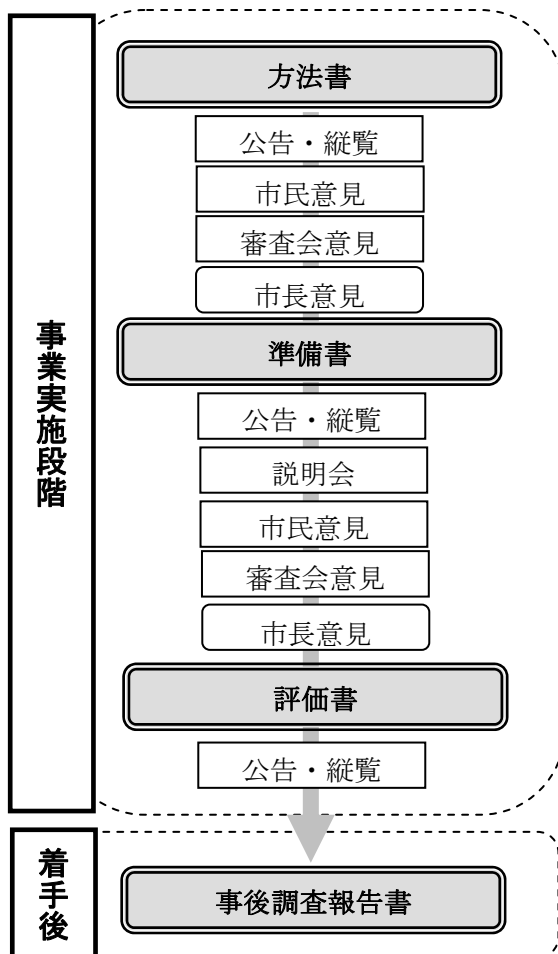 事業実施段階
方法書
公告・縦覧
市民意見
審査会意見
市長意見
準備書
公告・縦覧
説明会
市民意見
審査会意見
市長意見
評価書
公告・縦覧
着手後
事後調査報告書